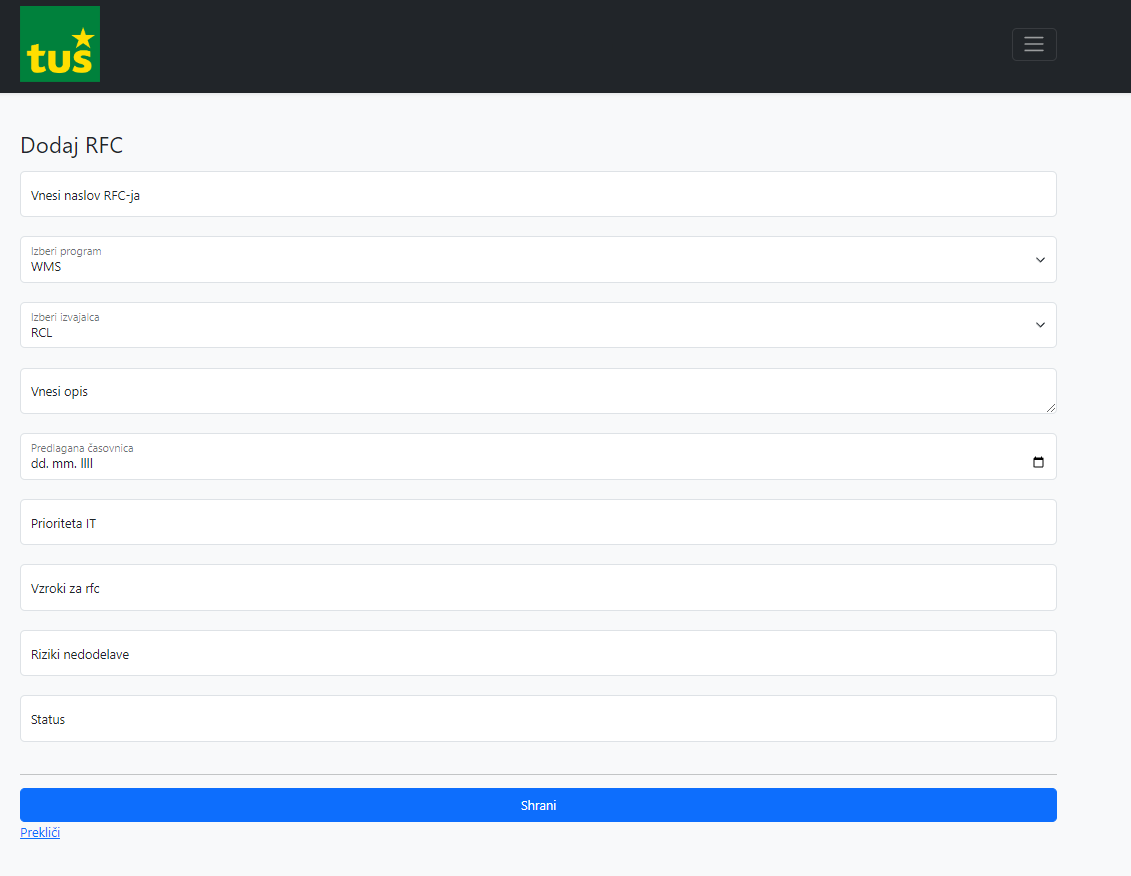 tuš
Dodaj RFC
Vnesi naslov RFC-ja
Izberi program
WMS
Izberi izvajalca
RCL
Vnesi opis
Predlagana časovnica
dd. mm. llll
Prioriteta IT
Vzroki za rfc
Riziki nedodelave
Status
Shrani
Prekliči